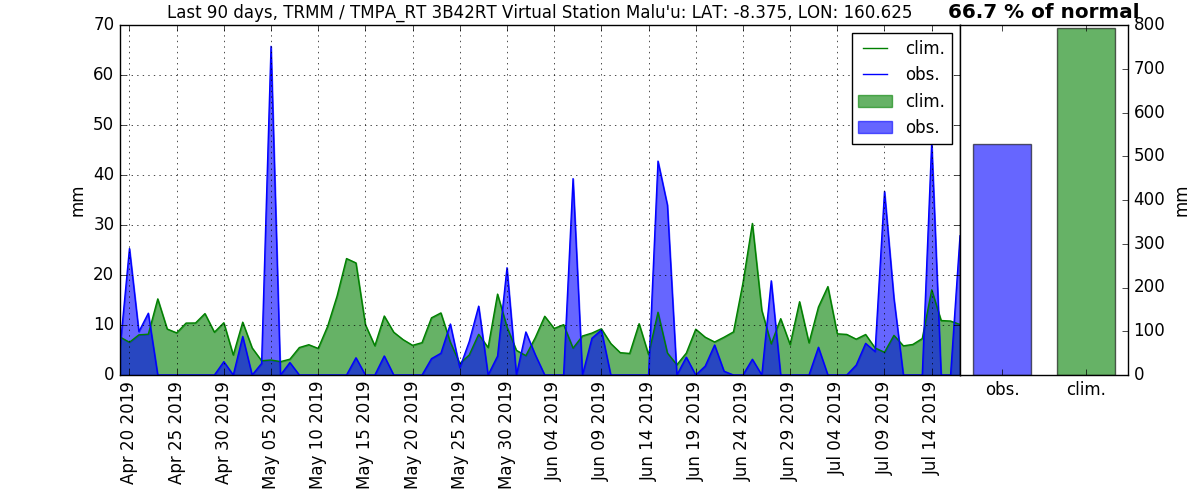 Last 90 days, TRMM / TMPA_RT 3B42RT Virtual Station Malu'u: LAT: -8.375, LON: 160.625
66.7 % of normal
clim.
obs.
clim.
obs.
70
60
50
40
30
20
10
0
mm
Apr 20 2019
Apr 25 2019
Apr 30 2019
May 05 2019
May 10 2019
May 15 2019
May 20 2019
May 25 2019
May 30 2019
Jun 04 2019
Jun 09 2019
Jun 14 2019
Jun 19 2019
Jun 24 2019
Jun 29 2019
Jul 04 2019
Jul 09 2019
Jul 14 2019
obs.
clim.
800
700
600
500
400
300
200
100
0
mm